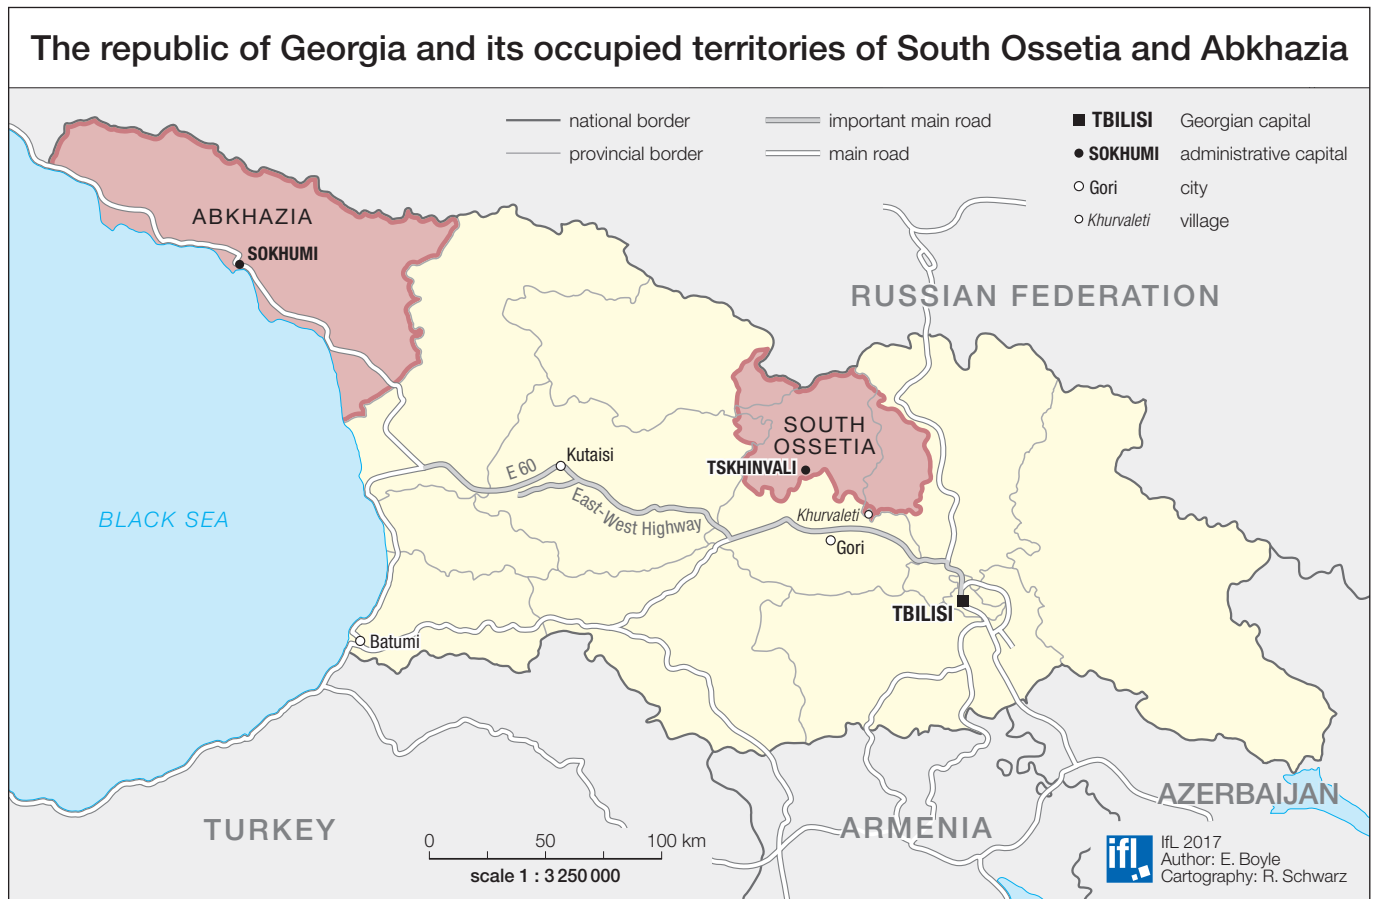 The republic of Georgia and its occupied territories of South Ossetia and Abkhazia
national border
provincial border
important main road
main road
TBILISI Georgian capital
SOKHUMI administrative capital
Gori city
Khurvaleti village
ABKHAZIA
SOKHUMI
RUSSIAN FEDERATION
SOUTH
OSSETIA
TSKHINVALI
Kutaisi
E 60
East-West Highway
Khurvaleti
Gori
BLACK SEA
TBILISI
Batumi
TURKEY
ARMENIA
AZERBAIJAN
0 50 100 km
scale 1 : 3 250 000
ifl
IfL 2017
Author: E. Boyle
Cartography: R. Schwarz